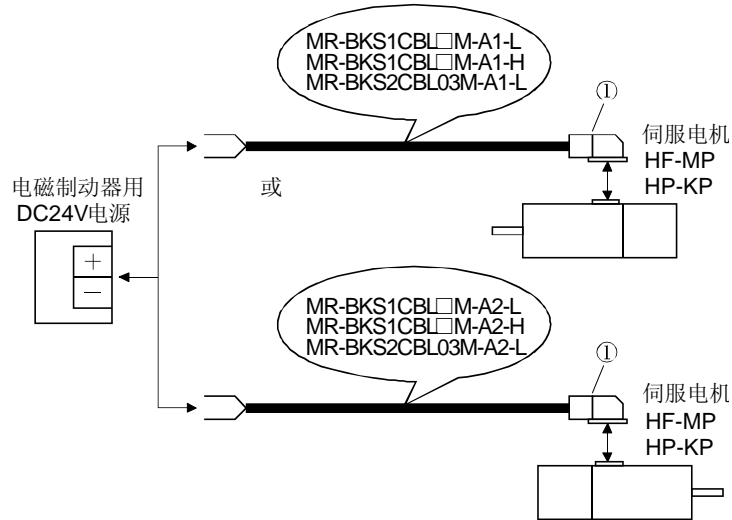 MR-BKS1CBL□M-A1-L
MR-BKS1CBL□M-A1-H
MR-BKS2CBL03M-A1-L
①
伺服电机
HF-MP
HP-KP
电磁制动器用
DC24V电源
或
+
−
MR-BKS1CBL□M-A2-L
MR-BKS1CBL□M-A2-H
MR-BKS2CBL03M-A2-L
①
伺服电机
HF-MP
HP-KP